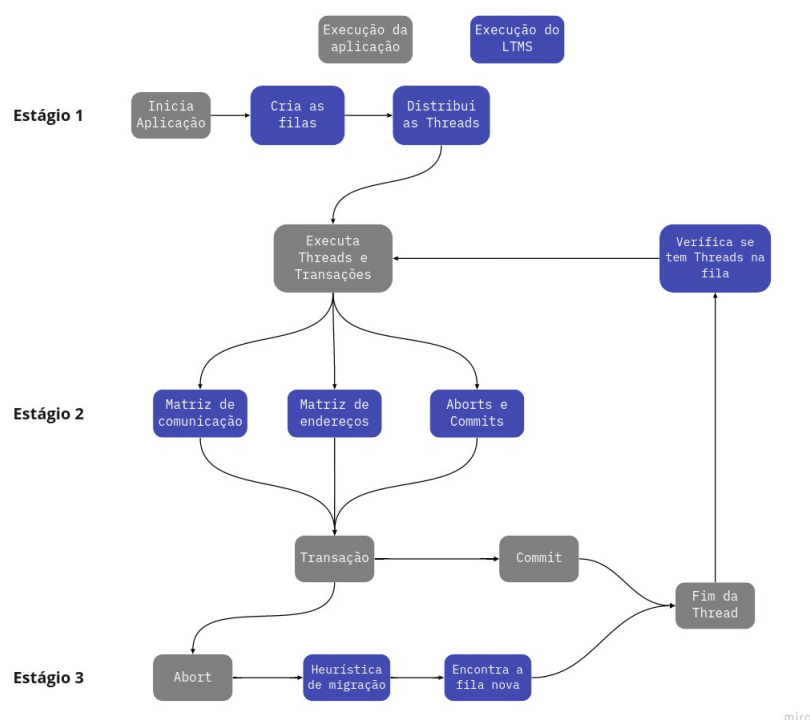 Execução da
aplicação
Execução do
LTMS
Estágio 1
Inicia
Aplicação
Cria as
filas
Distribui
as Threads
Executa
Threads e
Transações
Verifica se
tem Threads na
fila
Estágio 2
Matriz de
comunicação
Matriz de
endereços
Aborts e
Commits
Transação
Commit
Fim da
Thread
Estágio 3
Abort
Heurística
de migração
Encontra a
fila nova
miro